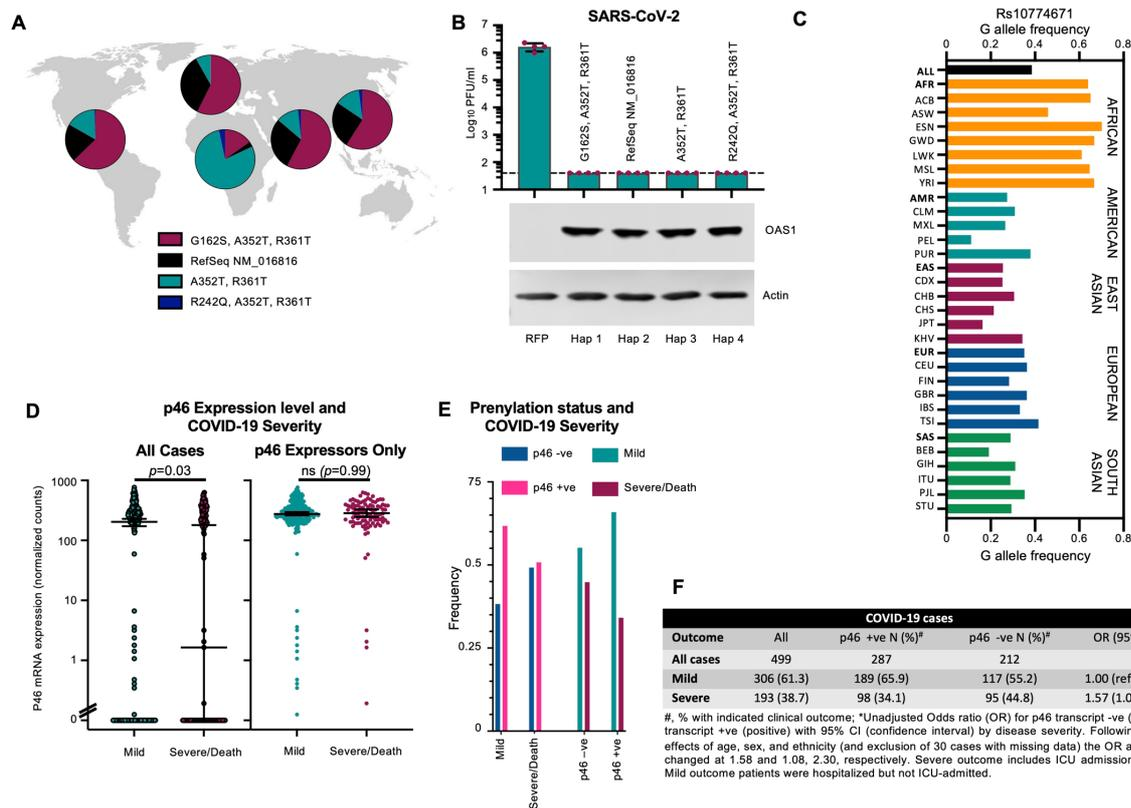 A
G162S, A352T, R361T
RefSeq NM_016816
A352T, R361T
R242Q, A352T, R361T
B
SARS-CoV-2
Log10 PFU/ml
7
6
5
4
3
2
1
G162S, A352T, R361T
RefSeq NM_016816
A352T, R361T
R242Q, A352T, R361T
OAS1
Actin
RFP Hap 1 Hap 2 Hap 3 Hap 4
C
Rs10774671
G allele frequency
0 0.2 0.4 0.6 0.8
ALL
AFR
ACB
ASW
ESN
GWD
LWK
MSL
YRI
AMR
CLM
MXL
PEL
PUR
EAS
CDX
CHB
CHS
JPT
KHV
EUR
CEU
FIN
GBR
IBS
TSI
SAS
BEB
GIH
ITU
PJL
STU
AFRICAN
AMERICAN
EAST
ASIAN
EUROPEAN
SOUTH
ASIAN
0 0.2 0.4 0.6 0.8
G allele frequency
D
p46 Expression level and
COVID-19 Severity
All Cases p46 Expressors Only
p=0.03 ns (p=0.99)
P46 mRNA expression (normalized counts)
1000
100
10
1
0
Mild Severe/Death Mild Severe/Death
E
Prenylation status and
COVID-19 Severity
p46 -ve Mild
p46 +ve Severe/Death
Frequency
75
0.5
0.25
0
Mild
Severe/Death
p46 –ve
p46 +ve
F
COVID-19 cases
Outcome All p46 +ve N (%)# p46 -ve N (%)# OR (95
All cases 499 287 212
Mild 306 (61.3) 189 (65.9) 117 (55.2) 1.00 (ref
Severe 193 (38.7) 98 (34.1) 95 (44.8) 1.57 (1.0
#, % with indicated clinical outcome; *Unadjusted Odds ratio (OR) for p46 transcript -ve (
transcript +ve (positive) with 95% CI (confidence interval) by disease severity. Followin
effects of age, sex, and ethnicity (and exclusion of 30 cases with missing data) the OR a
changed at 1.58 and 1.08, 2.30, respectively. Severe outcome includes ICU admission
Mild outcome patients were hospitalized but not ICU-admitted.